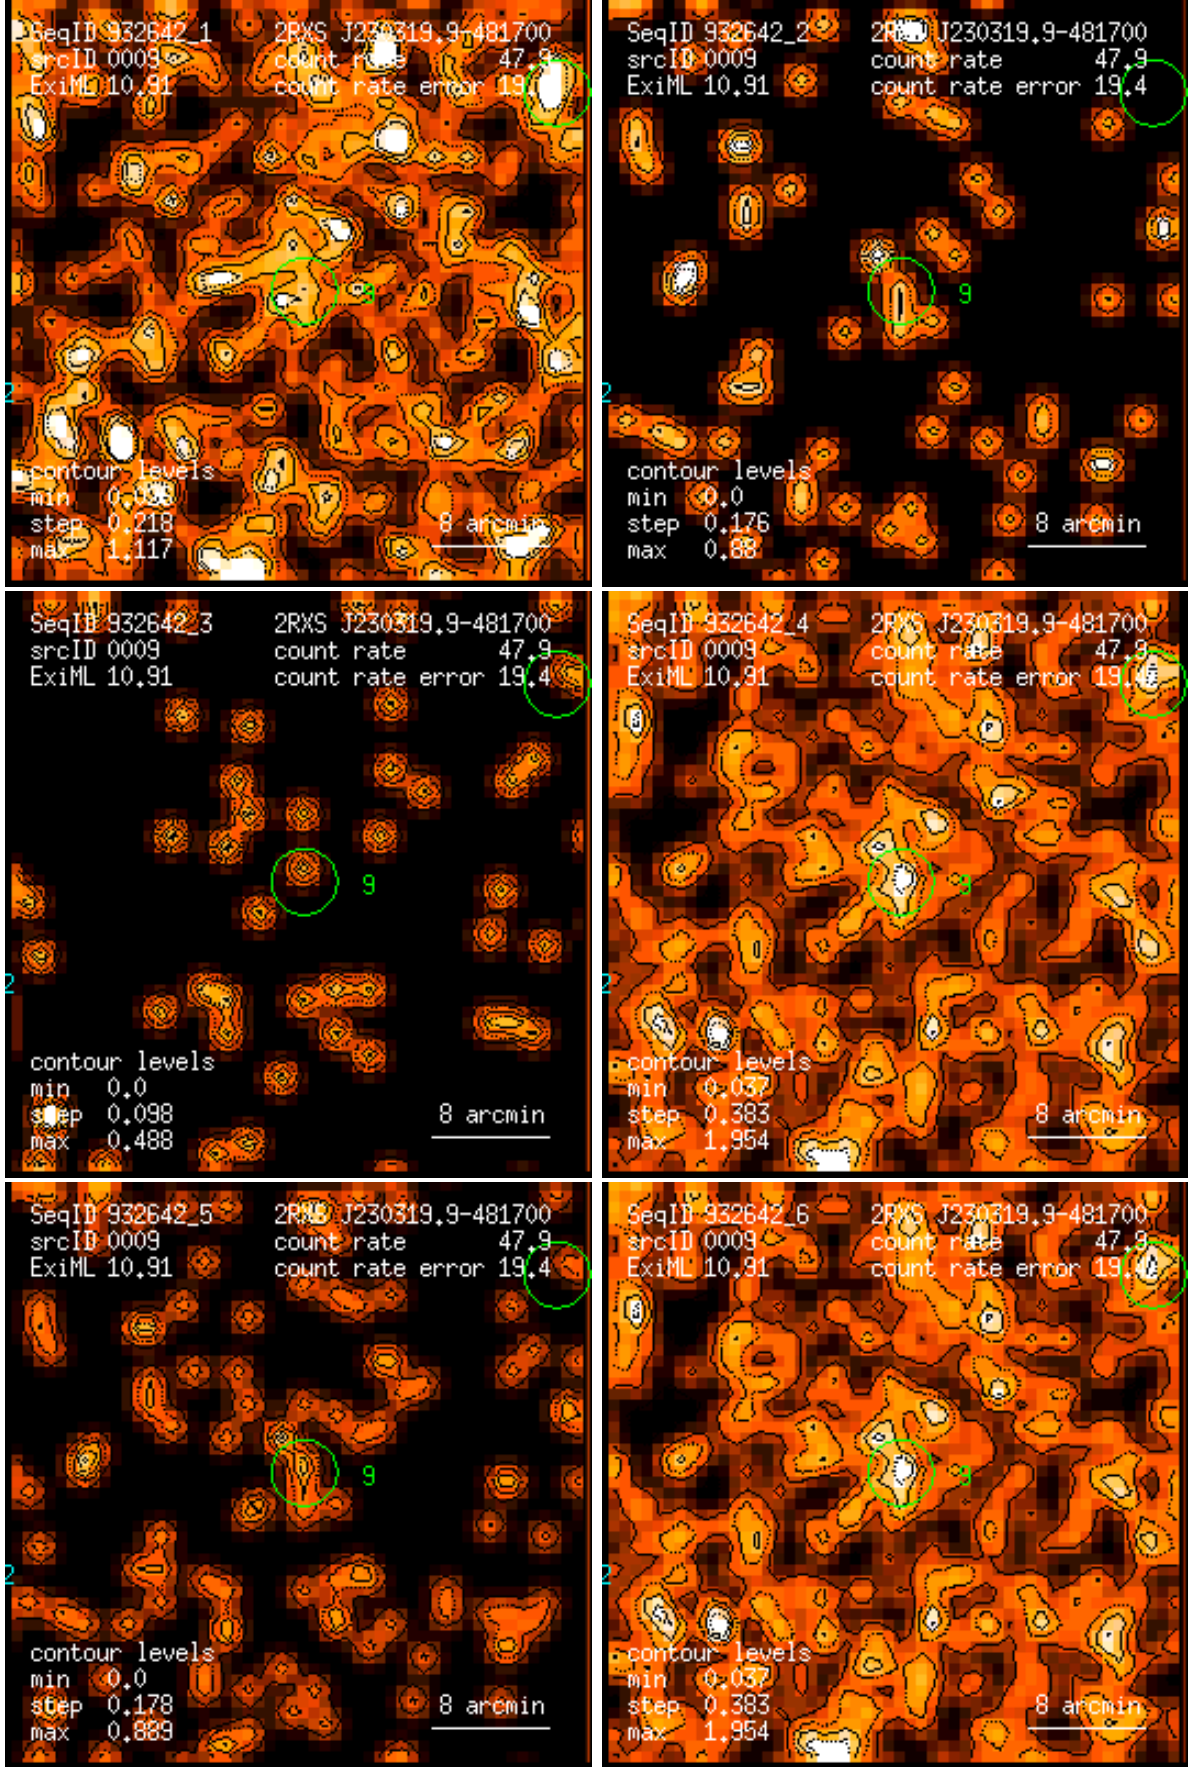 SeqID 932642_1 2RXS J230319.9-481700
srcID 0009 count rate 47.9
ExiML 10.91 count rate error 19.4
9
2
contour levels
min 0.095
step 0.218
max 1.117
8 arcmin
SeqID 932642_2 2RXS J230319.9-481700
srcID 0009 count rate 47.9
ExiML 10.91 count rate error 19.4
9
2
contour levels
min 0.0
step 0.176
max 0.88
8 arcmin
SeqID 932642_3 2RXS J230319.9-481700
srcID 0009 count rate 47.9
ExiML 10.91 count rate error 19.4
9
2
contour levels
min 0.0
step 0.098
max 0.488
8 arcmin
SeqID 932642_4 2RXS J230319.9-481700
srcID 0009 count rate 47.9
ExiML 10.91 count rate error 19.4
9
2
contour levels
min 0.037
step 0.383
max 1.954
8 arcmin
SeqID 932642_5 2RXS J230319.9-481700
srcID 0009 count rate 47.9
ExiML 10.91 count rate error 19.4
9
2
contour levels
min 0.0
step 0.178
max 0.889
8 arcmin
SeqID 932642_6 2RXS J230319.9-481700
srcID 0009 count rate 47.9
ExiML 10.91 count rate error 19.4
9
2
contour levels
min 0.037
step 0.383
max 1.954
8 arcmin